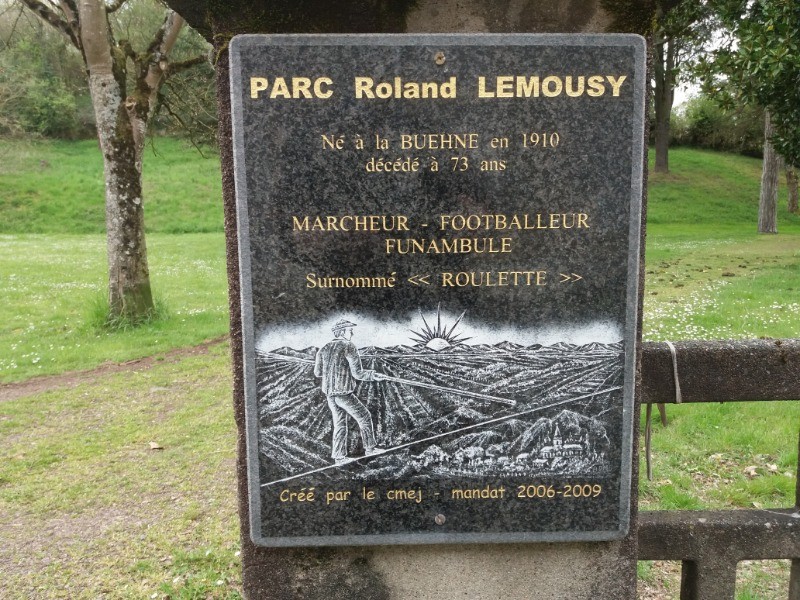 PARC Roland LEMOUSY
Né à la BUEHNE en 1910
décédé à 73 ans
MARCHEUR - FOOTBALLEUR
FUNAMBULE
Surnommé << ROULETTE >>
Créé par le cmej - mandat 2006-2009